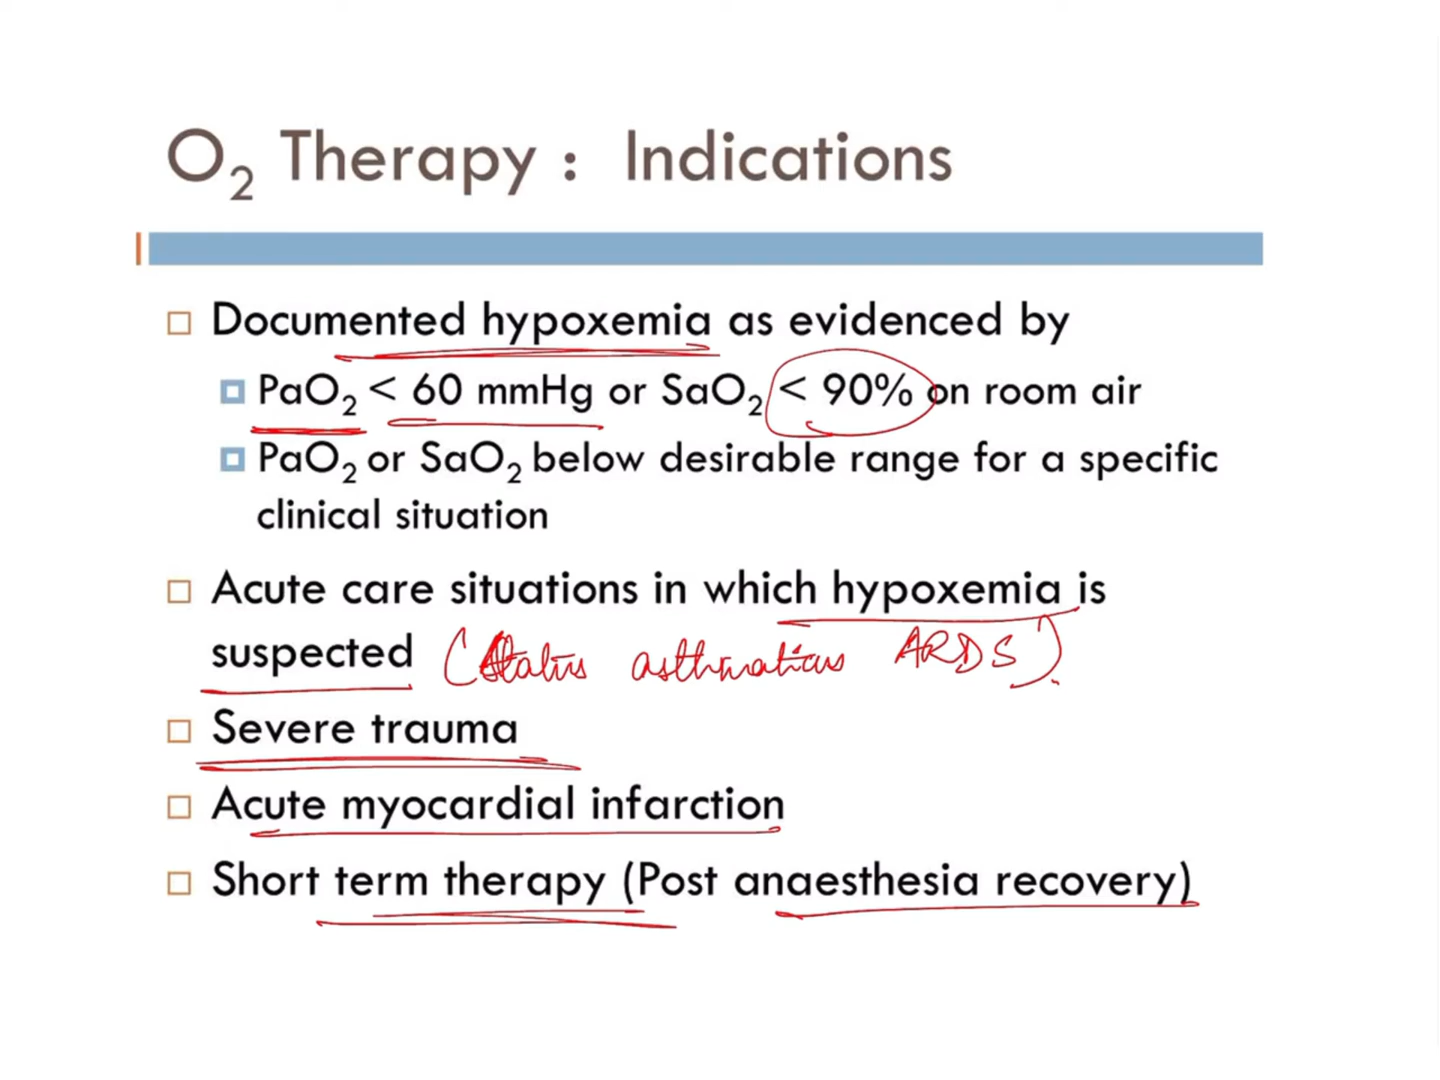 O₂ Therapy : Indications
Documented hypoxemia as evidenced by
PaO₂ < 60 mmHg or SaO₂ < 90% on room air
PaO₂ or SaO₂ below desirable range for a specific
clinical situation
Acute care situations in which hypoxemia is
suspected (Status asthmaticus ARDS).
Severe trauma
Acute myocardial infarction
Short term therapy (Post anaesthesia recovery)